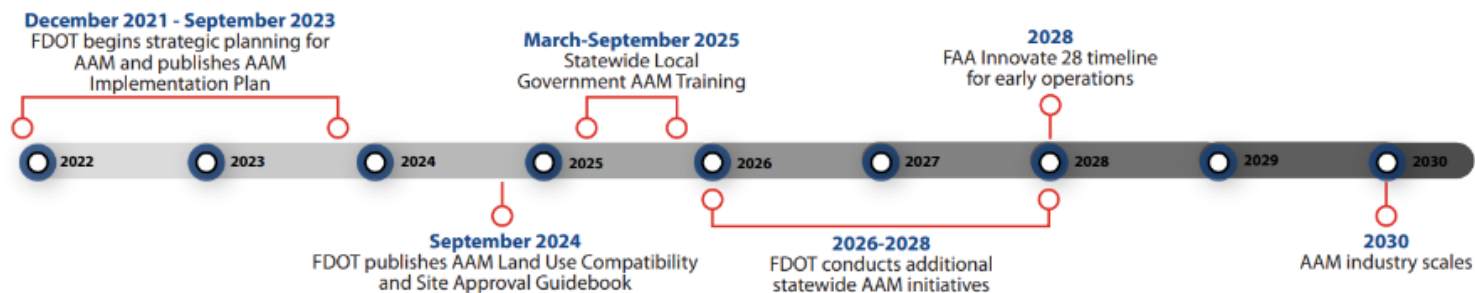 December 2021 - September 2023
FDOT begins strategic planning for
AAM and publishes AAM
Implementation Plan
March-September 2025
Statewide Local
Government AAM Training
2028
FAA Innovate 28 timeline
for early operations
2022
2023
2024
2025
2026
2027
2028
2029
2030
September 2024
FDOT publishes AAM Land Use Compatibility
and Site Approval Guidebook
2026-2028
FDOT conducts additional
statewide AAM initiatives
2030
AAM industry scales